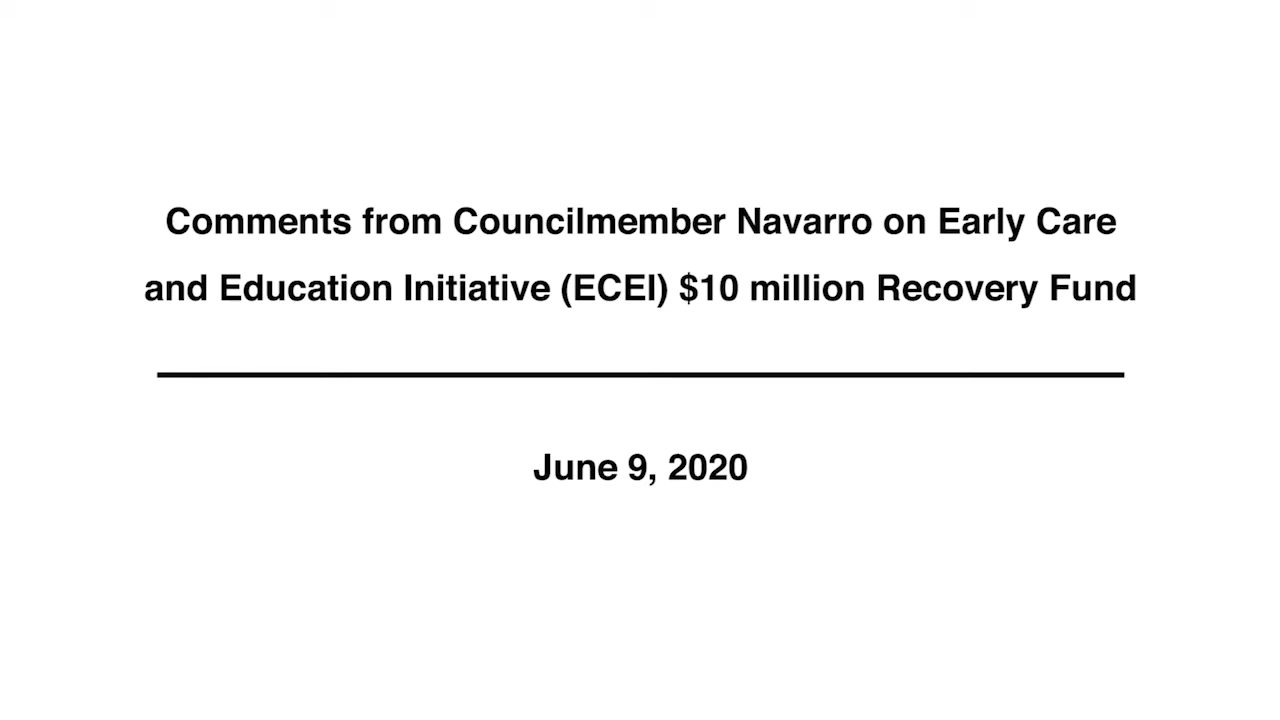 Comments from Councilmember Navarro on Early Care
and Education Initiative (ECEI) $10 million Recovery Fund
June 9, 2020